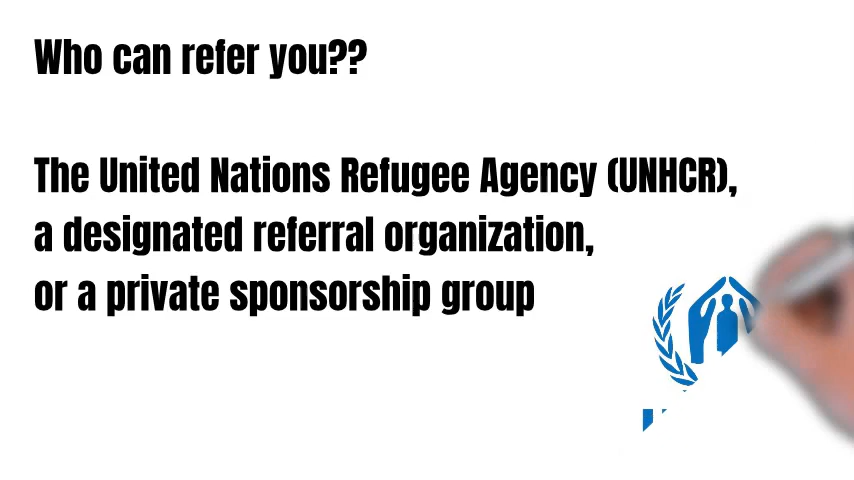 Who can refer you??
The United Nations Refugee Agency (UNHCR),
a designated referral organization,
or a private sponsorship group